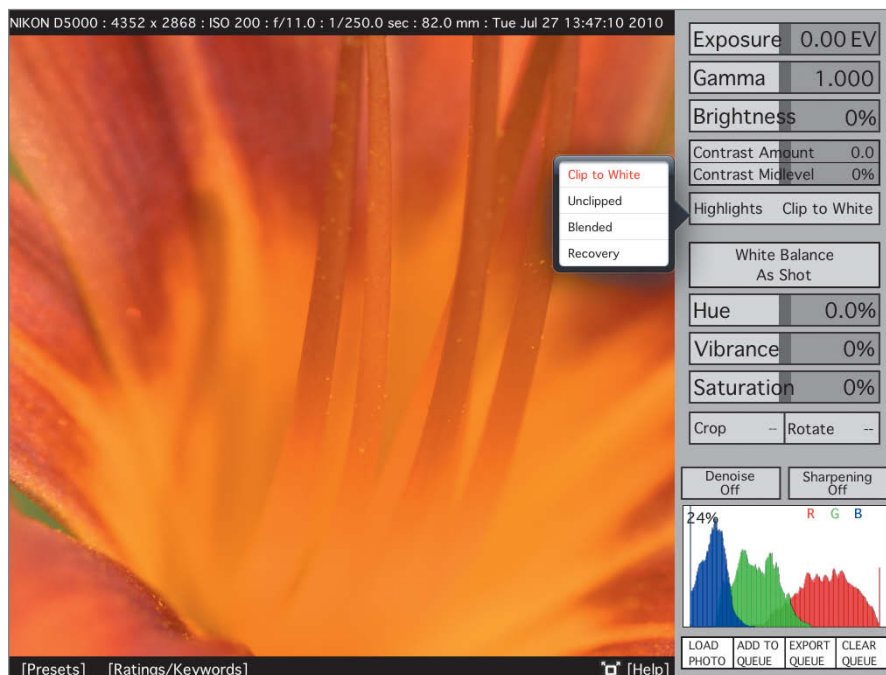 NIKON D5000 : 4352 x 2868 : ISO 200 : f/11.0 : 1/250.0 sec : 82.0 mm : Tue Jul 27 13:47:10 2010
Exposure 0.00 EV
Gamma 1.000
Brightness 0%
Contrast Amount 0.0
Contrast Midlevel 0%
Clip to White
Unclipped
Blended
Recovery
Highlights Clip to White
White Balance
As Shot
Hue 0.0%
Vibrance 0%
Saturation 0%
Crop -- Rotate --
Denoise
Off
Sharpening
Off
24% R G B
LOAD
PHOTO
ADD TO
QUEUE
EXPORT
QUEUE
CLEAR
QUEUE
[Presets] [Ratings/Keywords] [Help]